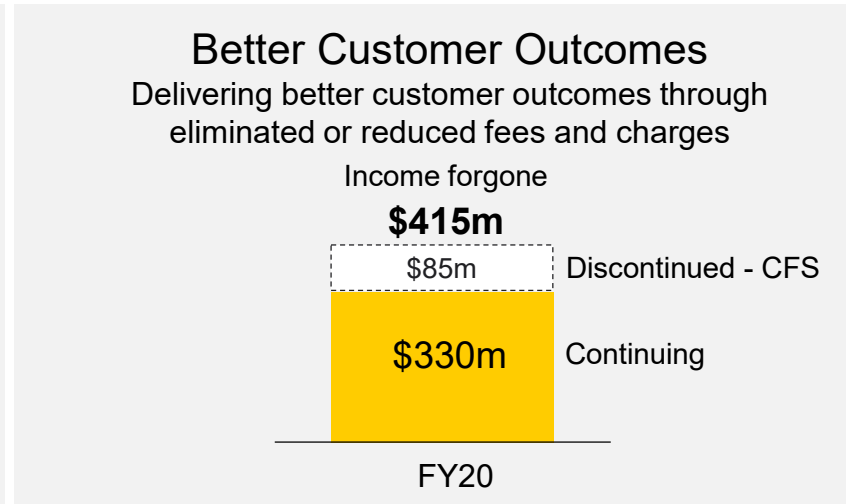 Better Customer Outcomes
Delivering better customer outcomes through
eliminated or reduced fees and charges
Income forgone
$415m
$85m Discontinued - CFS
$330m Continuing
FY20